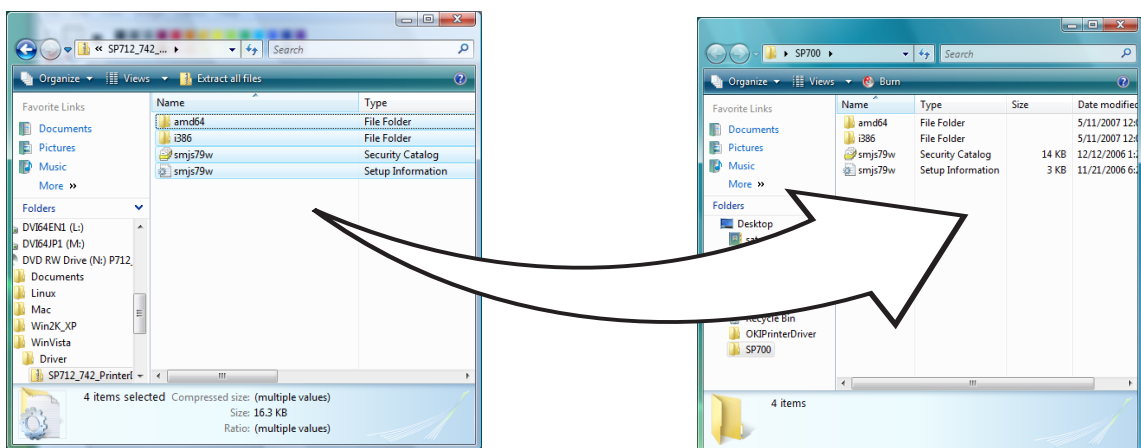 « SP712_742_... ▸
Search
Organize Views Extract all files
Favorite Links
Documents
Pictures
Music
More »
Folders
DVI64EN1 (L:)
DVI64JP1 (M:)
DVD RW Drive (N:) P712_
Documents
Linux
Mac
Win2K_XP
WinVista
Driver
SP712_742_PrinterD
Name Type
amd64 File Folder
i386 File Folder
smjs79w Security Catalog
smjs79w Setup Information
4 items selected Compressed size: (multiple values)
Size: 16.3 KB
Ratio: (multiple values)
▸ SP700 ▸
Search
Organize Views Burn
Favorite Links
Documents
Pictures
Music
More »
Folders
Desktop
Recycle Bin
OKIPrinterDriver
SP700
Name Type Size Date modified
amd64 File Folder 5/11/2007 12:
i386 File Folder 5/11/2007 12:
smjs79w Security Catalog 14 KB 12/12/2006 1:
smjs79w Setup Information 3 KB 11/21/2006 6:
4 items